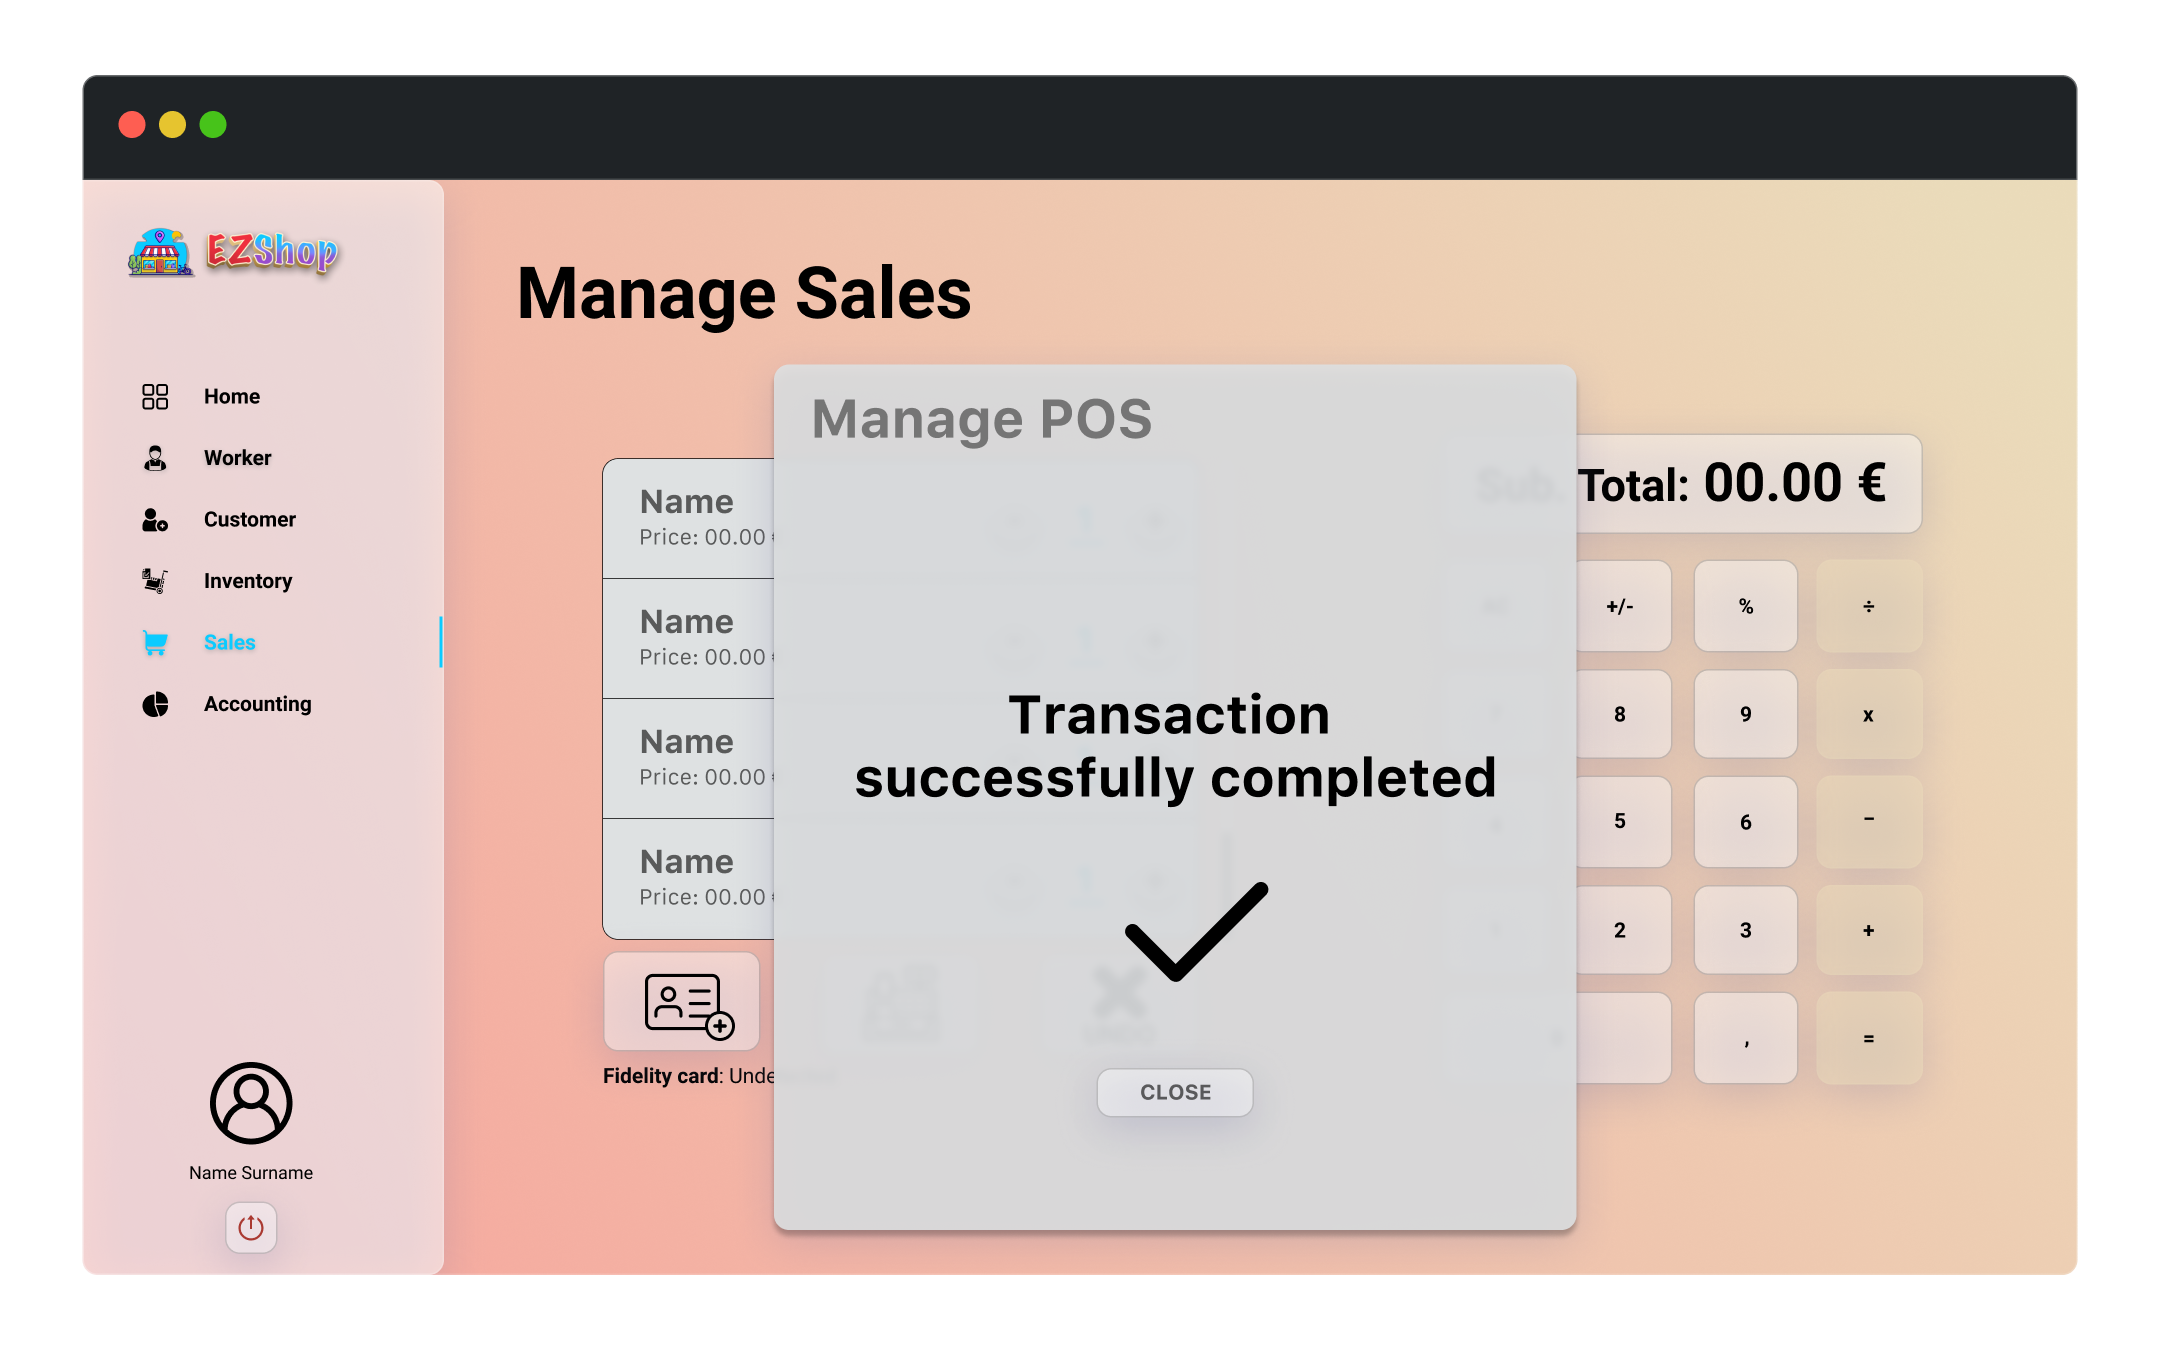 EZShop
Home
Worker
Customer
Inventory
Sales
Accounting
Name Surname
Manage Sales
Name
Price: 00.00
Name
Price: 00.00
Name
Price: 00.00
Name
Price: 00.00
Fidelity card: Unde
Manage POS
Transaction
successfully completed
CLOSE
Sub. Total: 00.00 €
+/- % ÷
8 9 x
5 6 −
2 3 +
, =